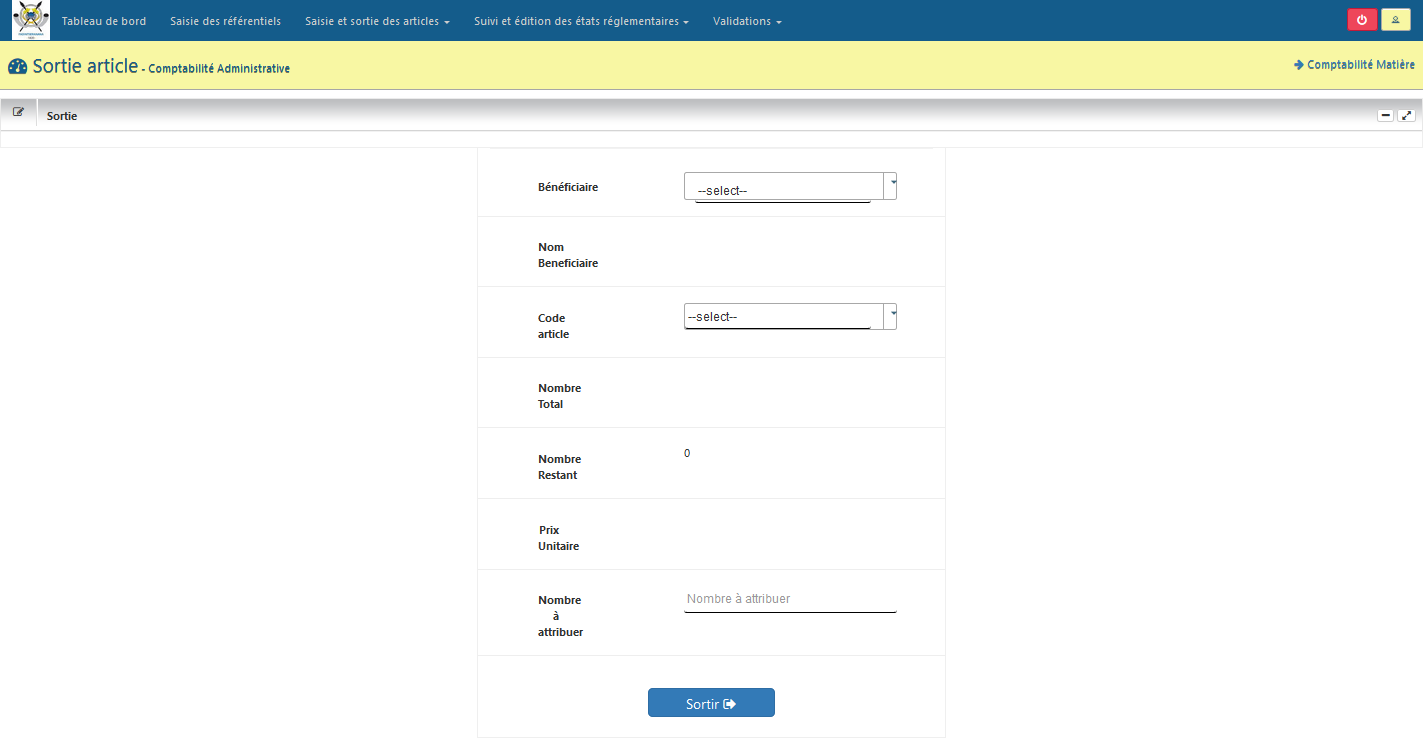 Tableau de bord Saisie des référentiels Saisie et sortie des articles Suivi et édition des états réglementaires Validations
Sortie article - Comptabilité Administrative
Comptabilité Matière
Sortie
Bénéficiaire --select--
Nom
Beneficiaire
Code --select--
article
Nombre
Total
Nombre 0
Restant
Prix
Unitaire
Nombre Nombre à attribuer
à
attribuer
Sortir